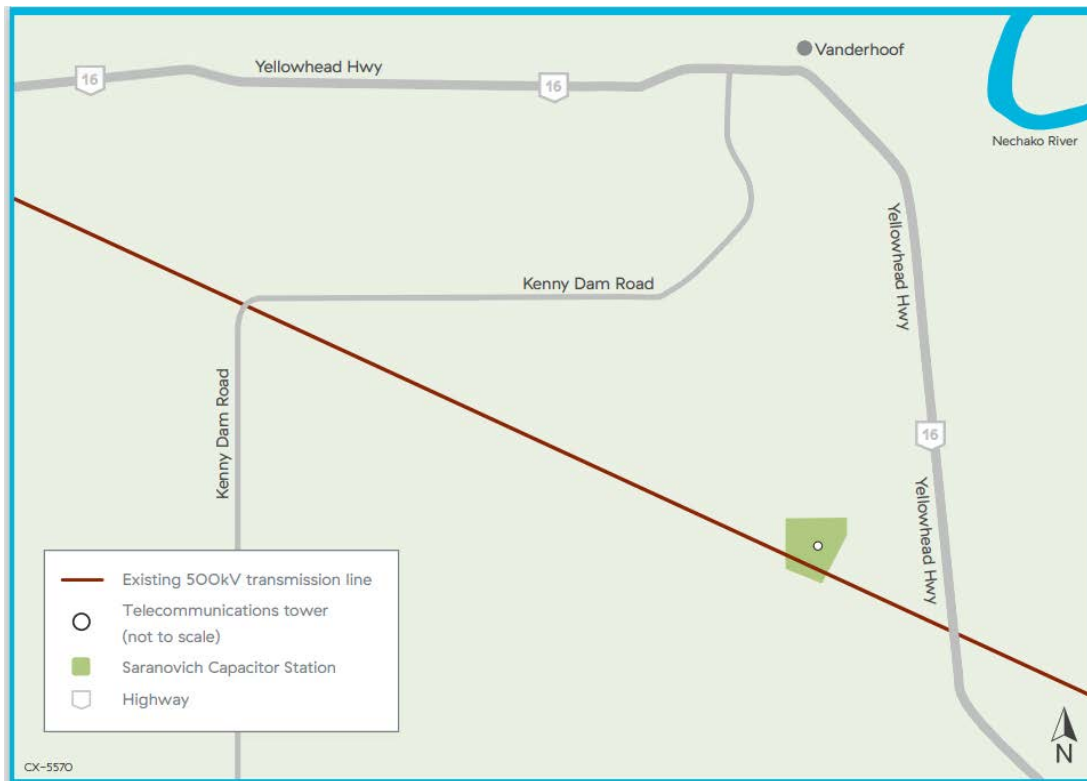 Vanderhoof
Yellowhead Hwy
16
16
Nechako River
Yellowhead Hwy
Kenny Dam Road
Kenny Dam Road
16
Yellowhead Hwy
Existing 500kV transmission line
Telecommunications tower
(not to scale)
Saranovich Capacitor Station
Highway
N
CX-5570